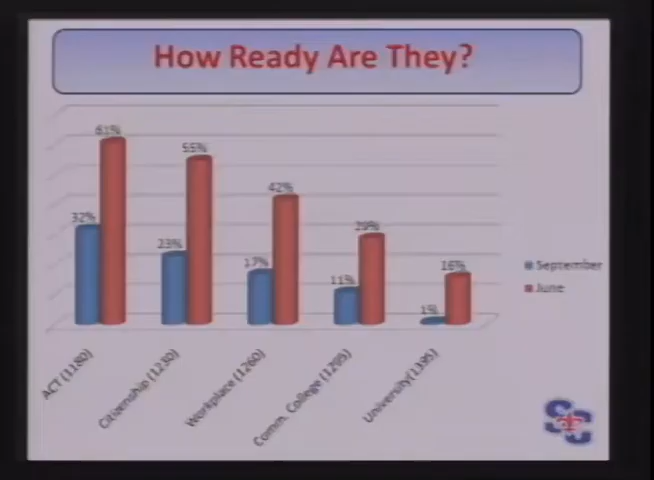 How Ready Are They?
61%
55%
42%
32%
29%
23%
17%
16%
11%
1%
September
June
ACT (1180)
Citizenship (1230)
Workplace (1260)
Comm. College (1295)
University(1395)
SC